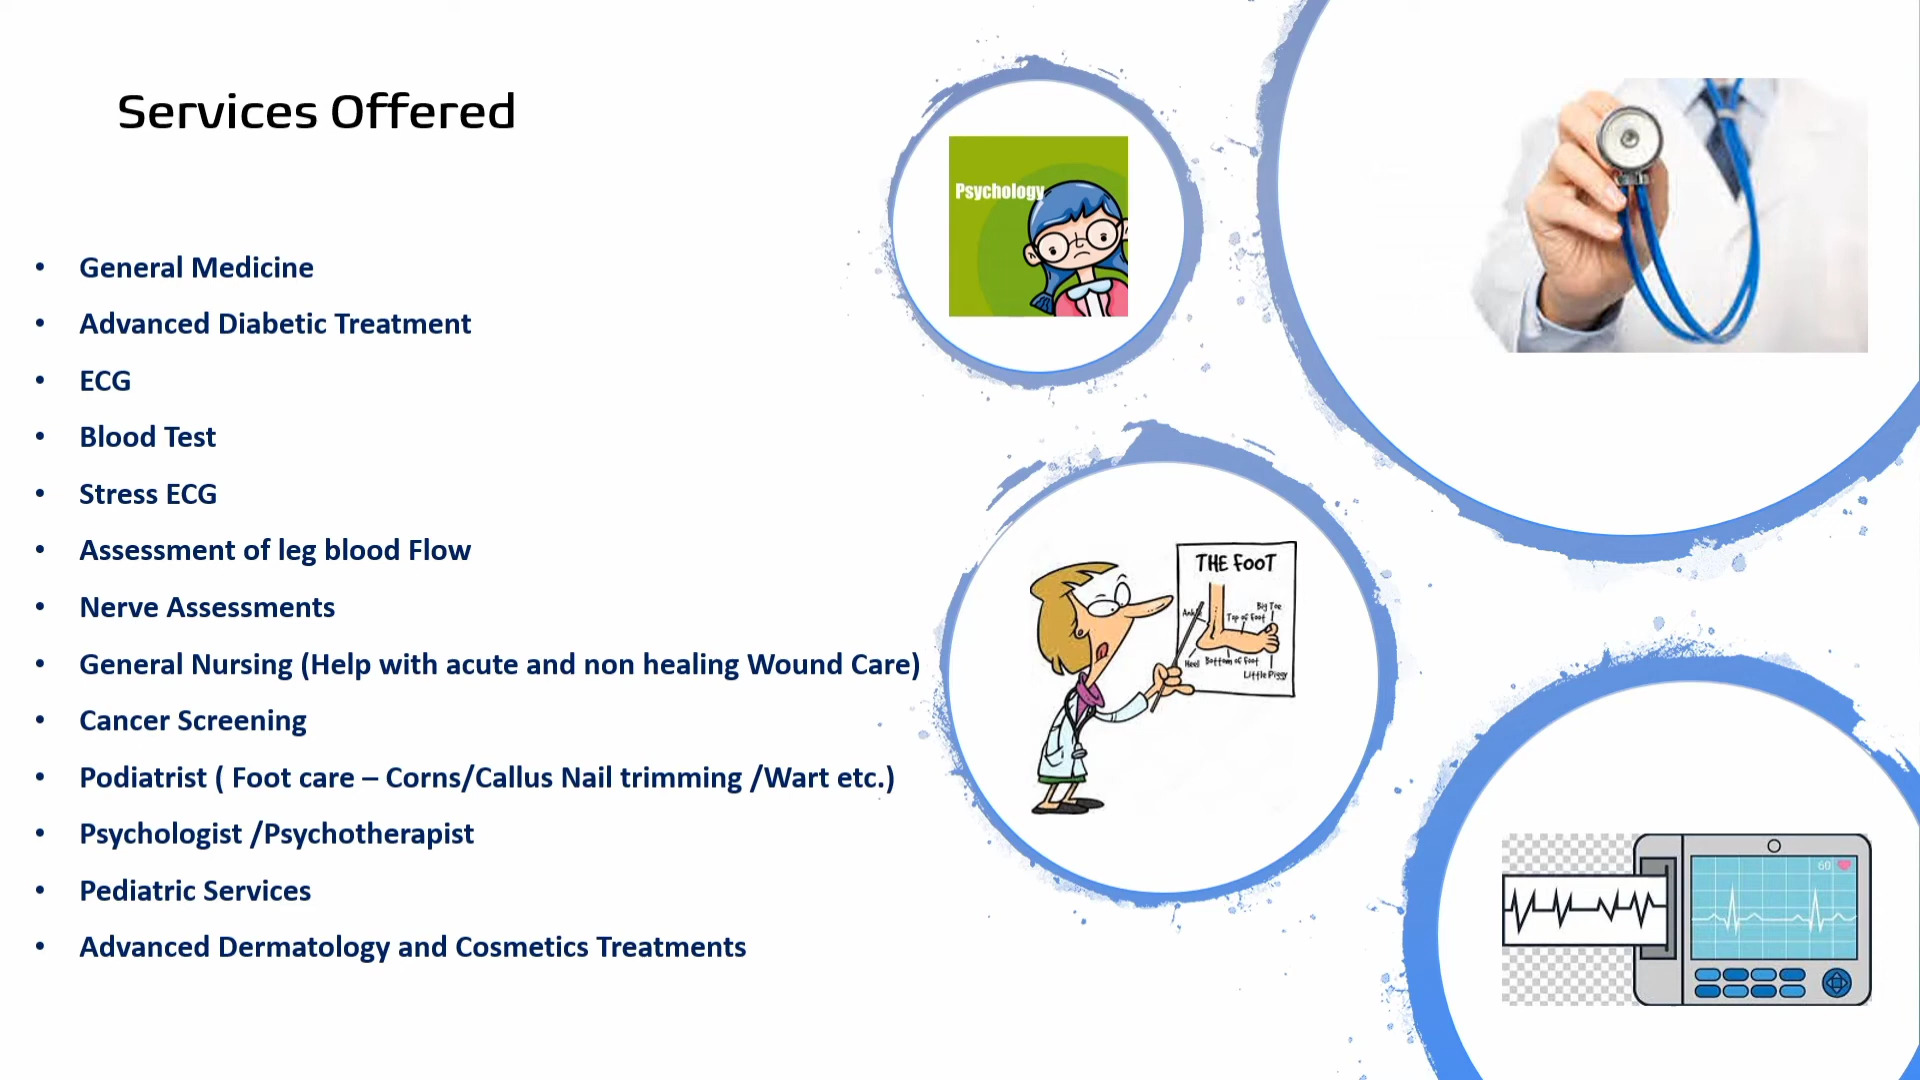 Services Offered
• General Medicine
• Advanced Diabetic Treatment
• ECG
• Blood Test
• Stress ECG
• Assessment of leg blood Flow
• Nerve Assessments
• General Nursing (Help with acute and non healing Wound Care)
• Cancer Screening
• Podiatrist ( Foot care – Corns/Callus Nail trimming /Wart etc.)
• Psychologist /Psychotherapist
• Pediatric Services
• Advanced Dermatology and Cosmetics Treatments
Psychology
THE FOOT
Big Toe
Top of Foot
Heel Bottom of Foot
Little Piggy
60